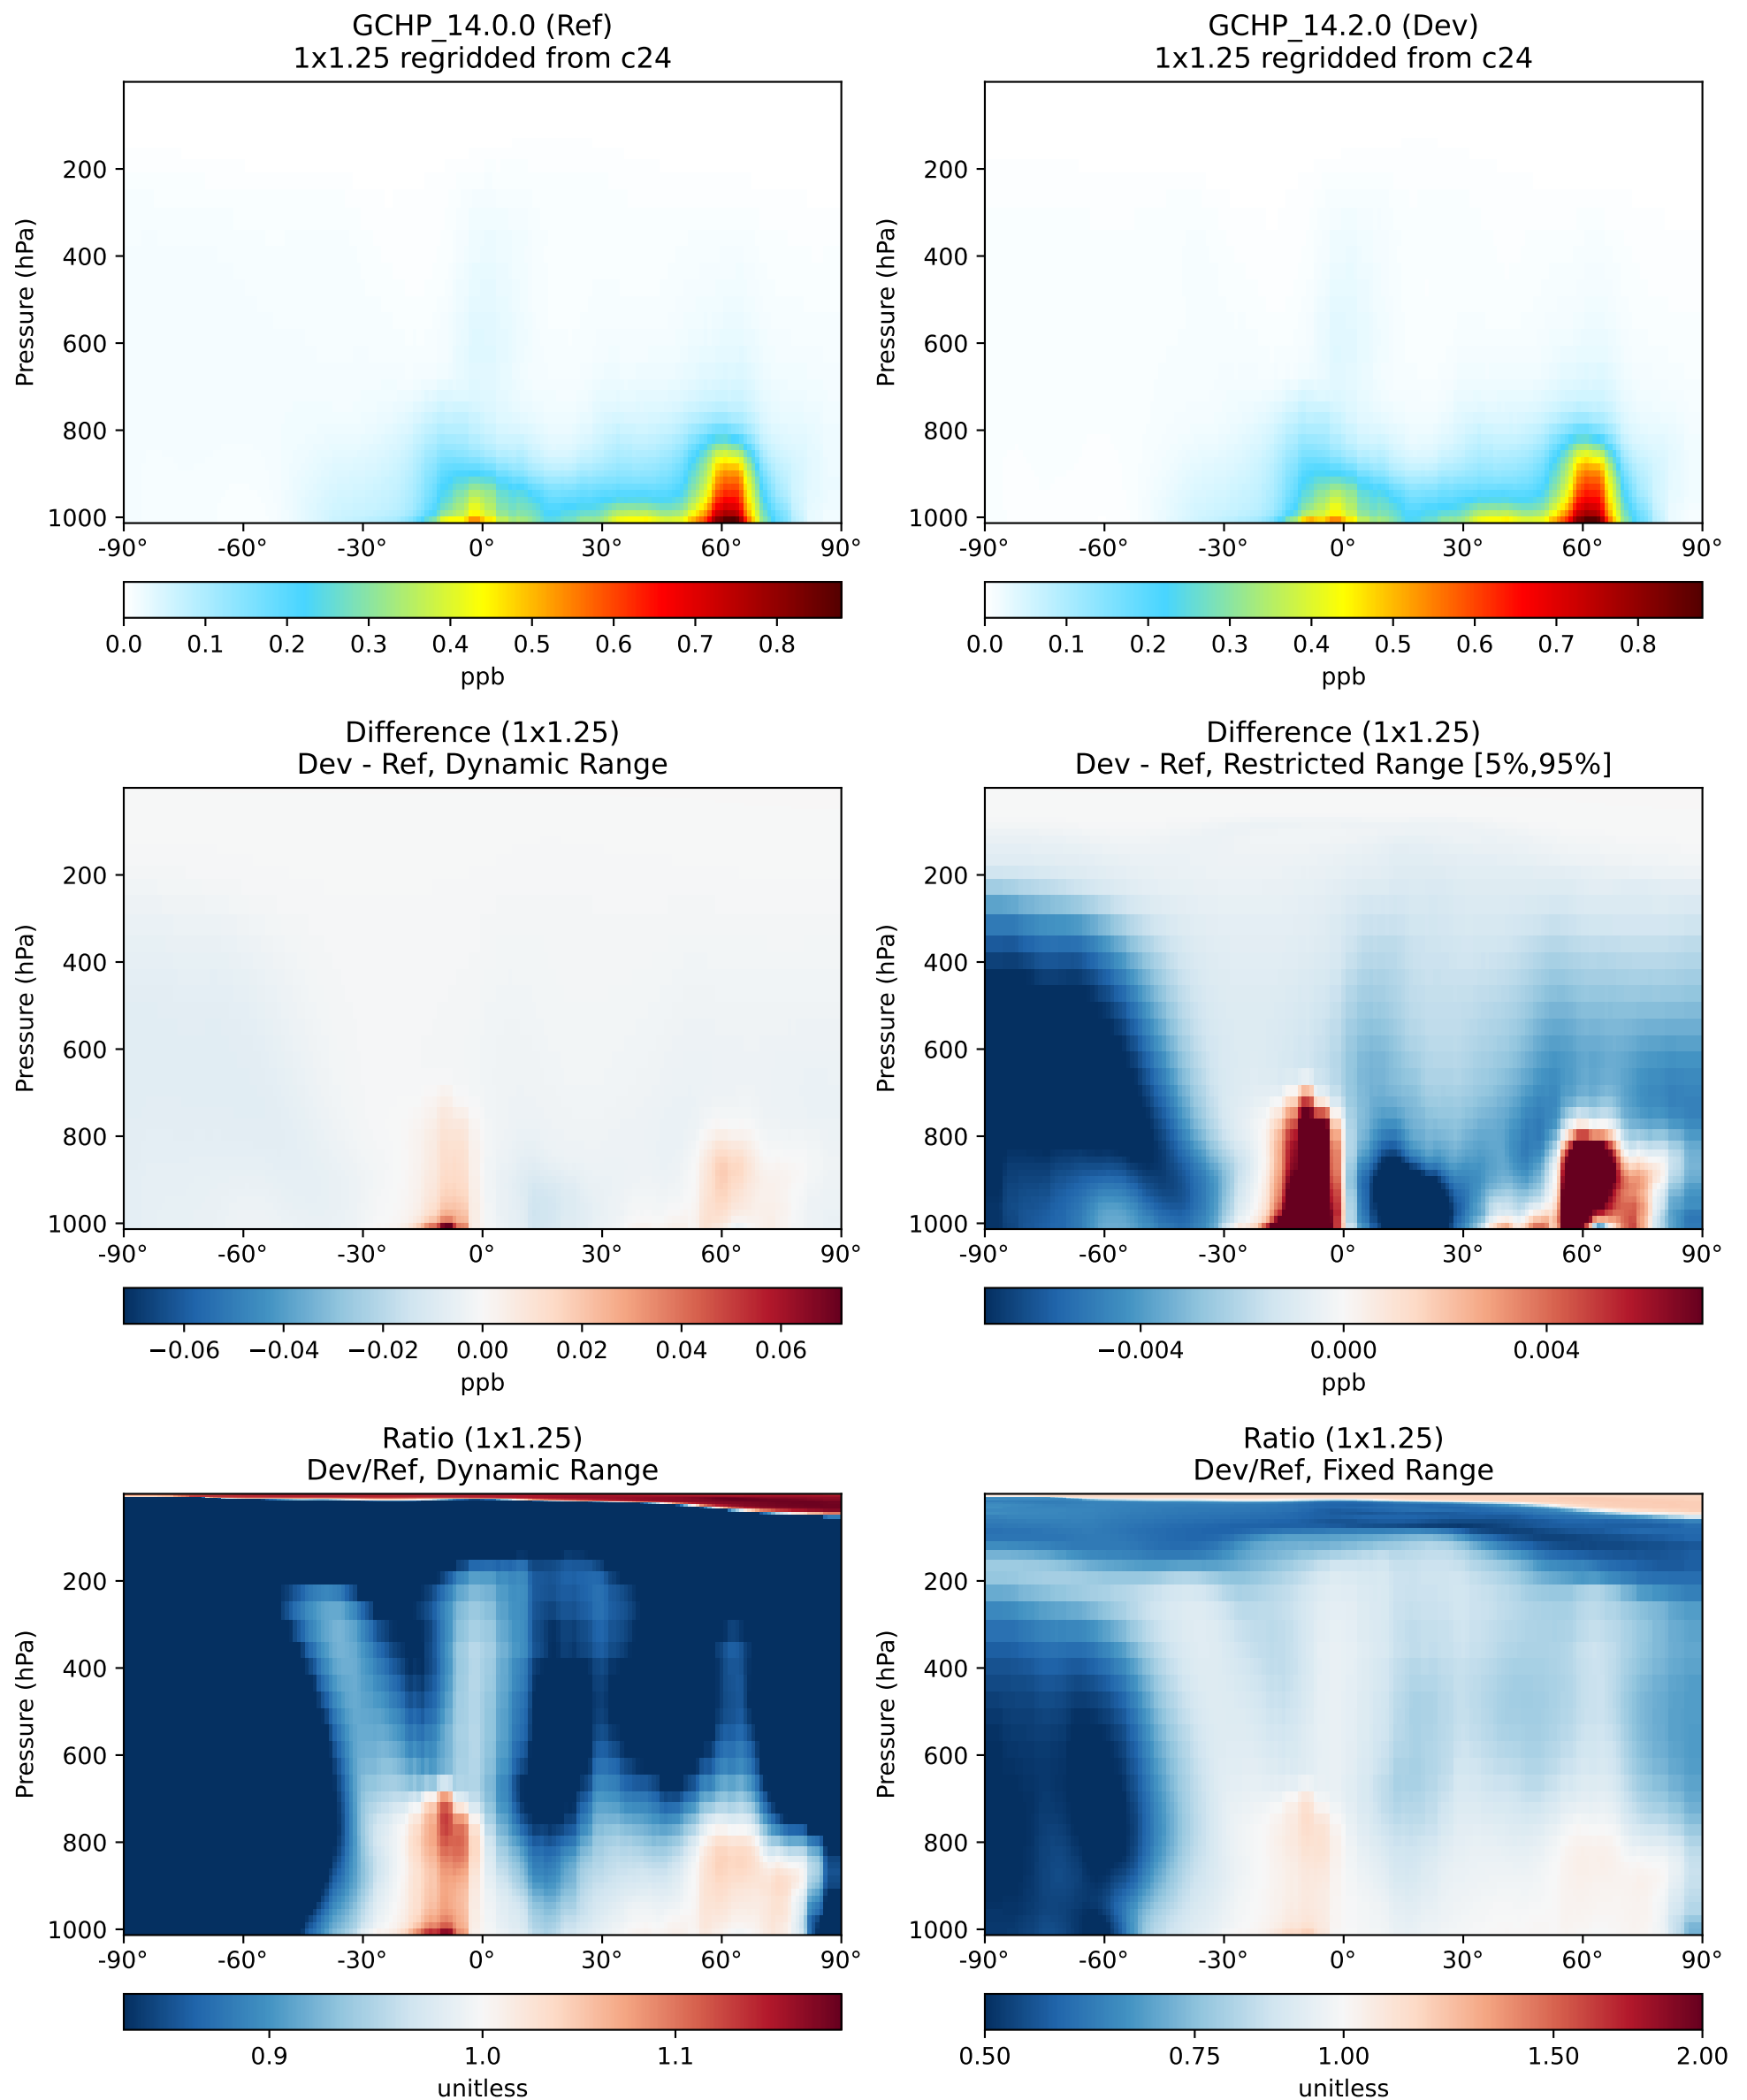 GCHP_14.0.0 (Ref)
1x1.25 regridded from c24
GCHP_14.2.0 (Dev)
1x1.25 regridded from c24
Pressure (hPa)
200
400
600
800
1000
-90° -60° -30° 0° 30° 60° 90°
0.0 0.1 0.2 0.3 0.4 0.5 0.6 0.7 0.8
ppb
Pressure (hPa)
200
400
600
800
1000
-90° -60° -30° 0° 30° 60° 90°
0.0 0.1 0.2 0.3 0.4 0.5 0.6 0.7 0.8
ppb
Difference (1x1.25)
Dev - Ref, Dynamic Range
Difference (1x1.25)
Dev - Ref, Restricted Range [5%,95%]
Pressure (hPa)
200
400
600
800
1000
-90° -60° -30° 0° 30° 60° 90°
−0.06 −0.04 −0.02 0.00 0.02 0.04 0.06
ppb
Pressure (hPa)
200
400
600
800
1000
-90° -60° -30° 0° 30° 60° 90°
−0.004 0.000 0.004
ppb
Ratio (1x1.25)
Dev/Ref, Dynamic Range
Ratio (1x1.25)
Dev/Ref, Fixed Range
Pressure (hPa)
200
400
600
800
1000
-90° -60° -30° 0° 30° 60° 90°
0.9 1.0 1.1
unitless
Pressure (hPa)
200
400
600
800
1000
-90° -60° -30° 0° 30° 60° 90°
0.50 0.75 1.00 1.50 2.00
unitless